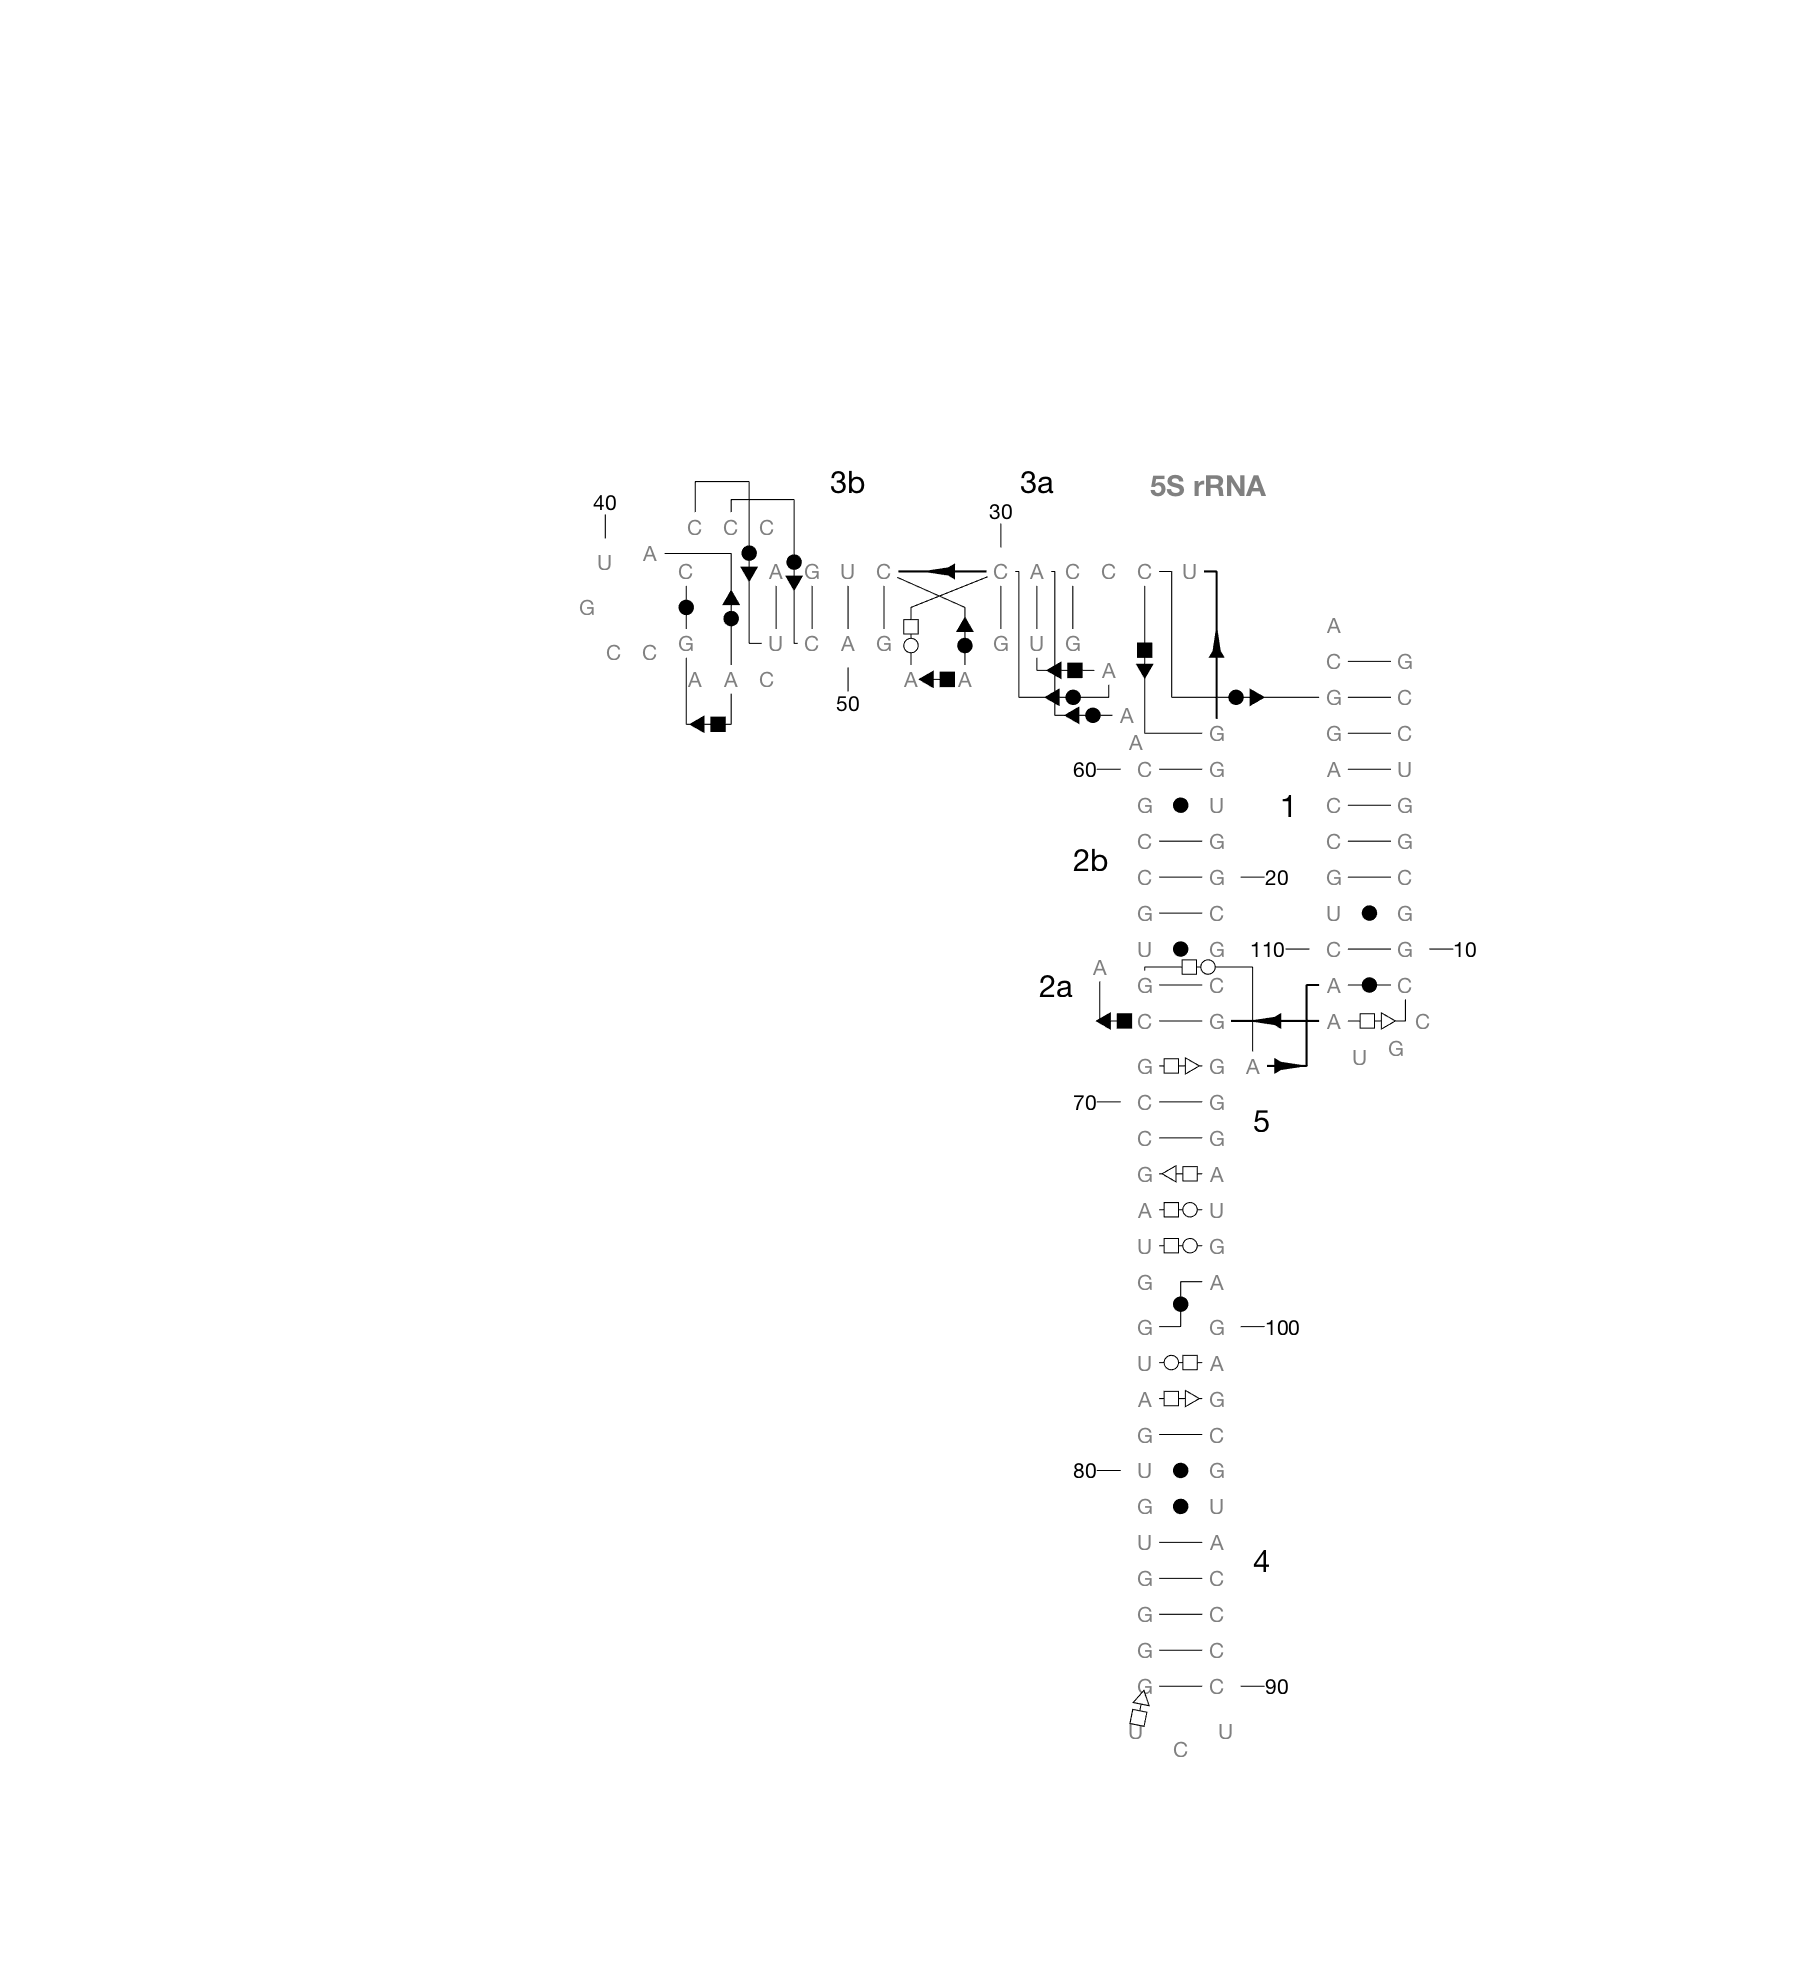 3b 3a 5S rRNA
40 30
C C C
U A
C A G U C C A C C C U
G A
C C G U C A G G U G C G
A A C A A A G C
50 A G C
A
60 C G A U
G U 1 C G
C G C G
2b C G 20 G C
G C U G
U G 110 C G 10
A
2a G C A C
C G A C
U G
G G A
70 C G 5
C G
G A
A U
U G
G A
G G 100
U A
A G
G C
80 U G
G U
U A 4
G C
G C
G C
G C 90
U U
C